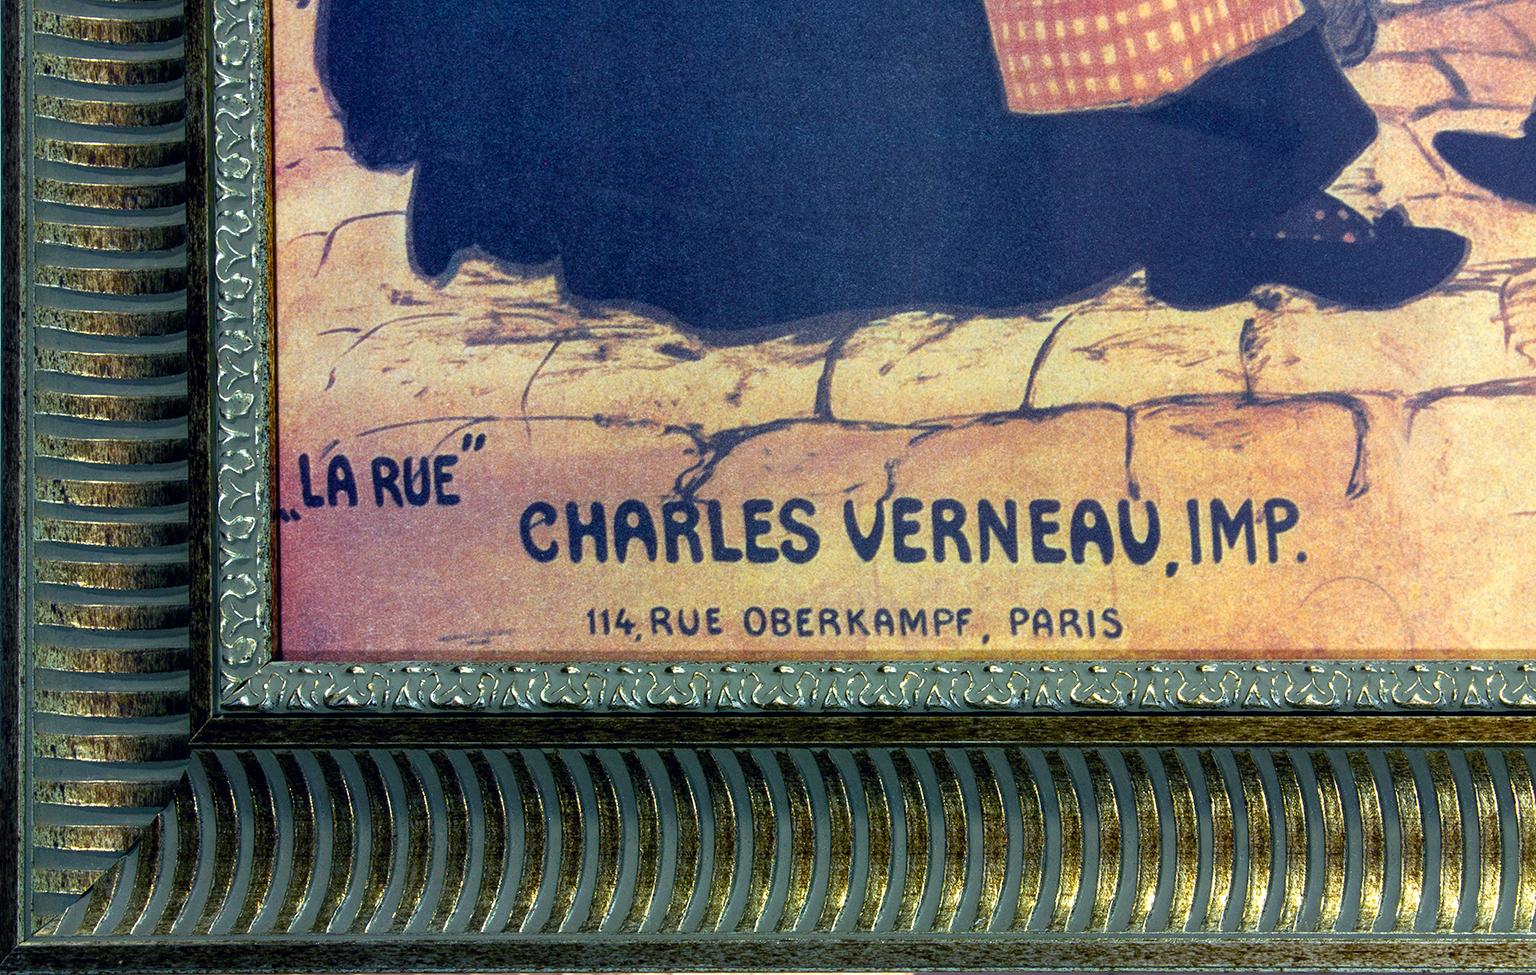 „LA RUE”
CHARLES VERNEAU, IMP.
114, RUE OBERKAMPF, PARIS